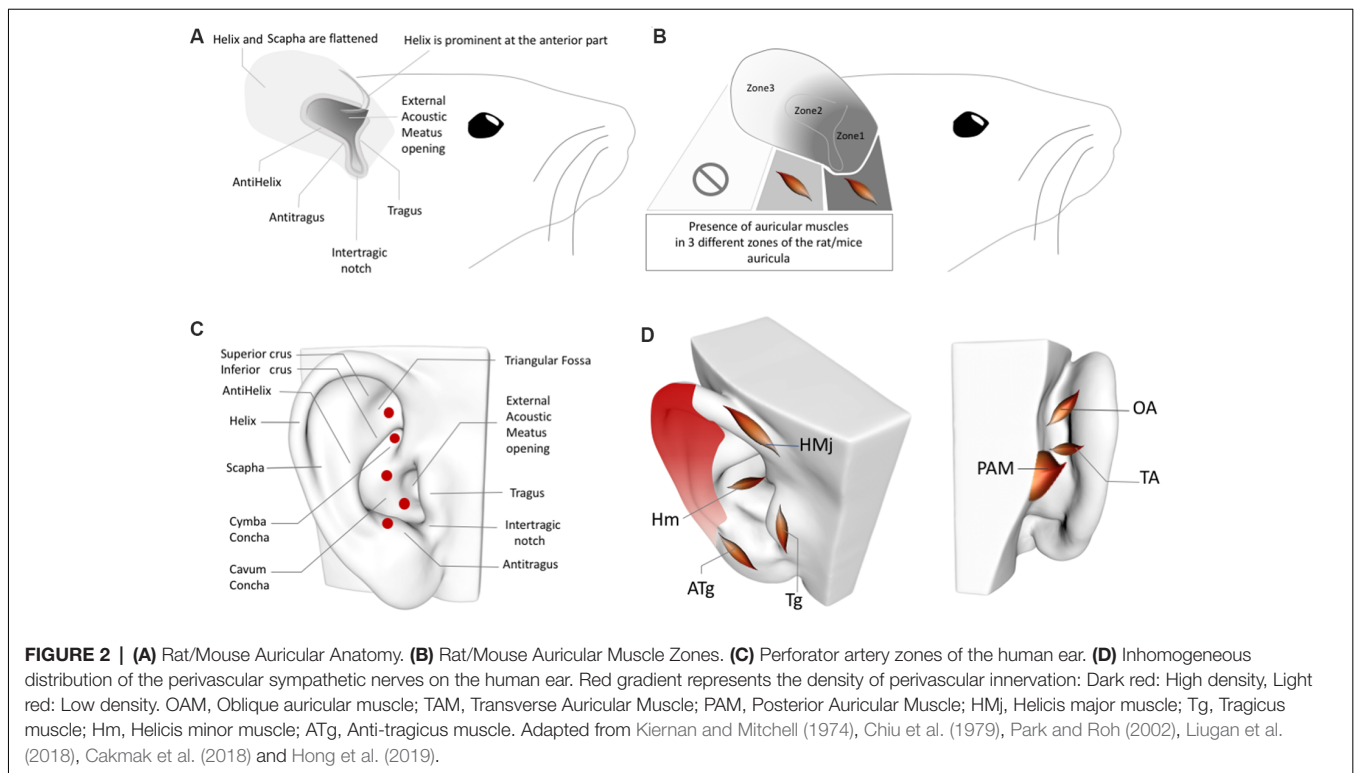 A
Helix and Scapha are flattened
Helix is prominent at the anterior part
External
Acoustic
Meatus
opening
AntiHelix
Antitragus
Tragus
Intertragic
notch
B
Zone3
Zone2
Zone1
Presence of auricular muscles
in 3 different zones of the rat/mice
auricula
C
Superior crus
Inferior crus
AntiHelix
Helix
Scapha
Cymba
Concha
Cavum
Concha
Triangular Fossa
External
Acoustic
Meatus
opening
Tragus
Intertragic
notch
Antitragus
D
HMj
Hm
ATg
Tg
OA
PAM
TA
FIGURE 2 | (A) Rat/Mouse Auricular Anatomy. (B) Rat/Mouse Auricular Muscle Zones. (C) Perforator artery zones of the human ear. (D) Inhomogeneous
distribution of the perivascular sympathetic nerves on the human ear. Red gradient represents the density of perivascular innervation: Dark red: High density, Light
red: Low density. OAM, Oblique auricular muscle; TAM, Transverse Auricular Muscle; PAM, Posterior Auricular Muscle; HMj, Helicis major muscle; Tg, Tragicus
muscle; Hm, Helicis minor muscle; ATg, Anti-tragicus muscle. Adapted from Kiernan and Mitchell (1974), Chiu et al. (1979), Park and Roh (2002), Liugan et al.
(2018), Cakmak et al. (2018) and Hong et al. (2019).